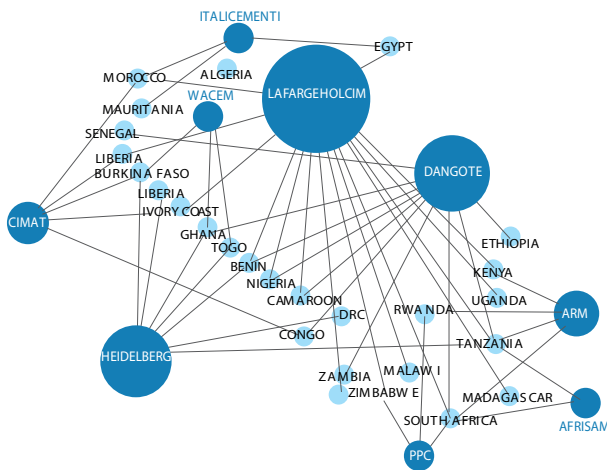 ITALICEMENTI
EGYPT
MOROCCO
ALGERIA
LAFARGEHOLCIM
WACEM
MAURITANIA
SENEGAL
LIBERIA
BURKINA FASO
DANGOTE
LIBERIA
IVORY COAST
CIMAT
GHANA
TOGO
ETHIOPIA
BENIN
KENYA
NIGERIA
CAMAROON
UGANDA
RWANDA
ARM
DRC
CONGO
TANZANIA
HEIDELBERG
MALAWI
ZAMBIA
ZIMBABWE
MADAGASCAR
SOUTH AFRICA
AFRISAM
PPC